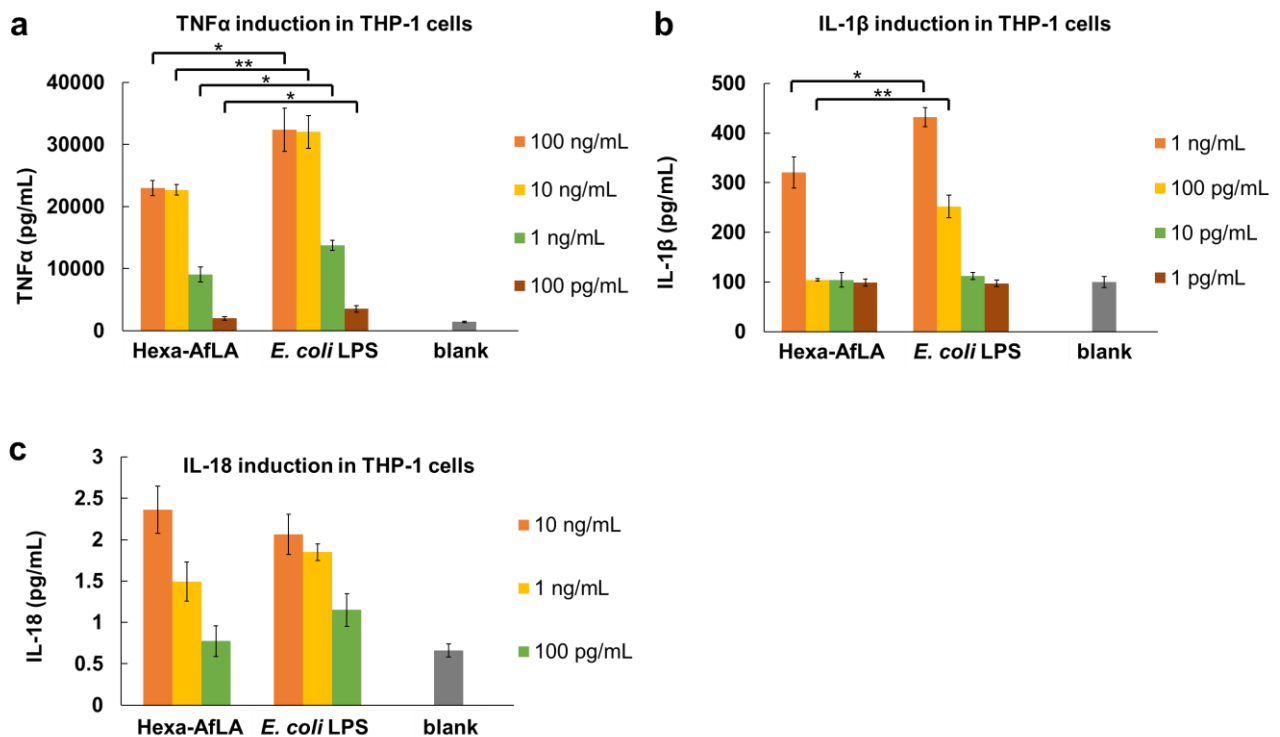 a
TNFα induction in THP-1 cells
*
**
*
*
TNFα (pg/mL)
40000
30000
20000
10000
0
Hexa-AfLA
E. coli LPS
blank
100 ng/mL
10 ng/mL
1 ng/mL
100 pg/mL
b
IL-1β induction in THP-1 cells
*
**
IL-1β (pg/mL)
500
400
300
200
100
0
Hexa-AfLA
E. coli LPS
blank
1 ng/mL
100 pg/mL
10 pg/mL
1 pg/mL
c
IL-18 induction in THP-1 cells
IL-18 (pg/mL)
3
2.5
2
1.5
1
0.5
0
Hexa-AfLA
E. coli LPS
blank
10 ng/mL
1 ng/mL
100 pg/mL